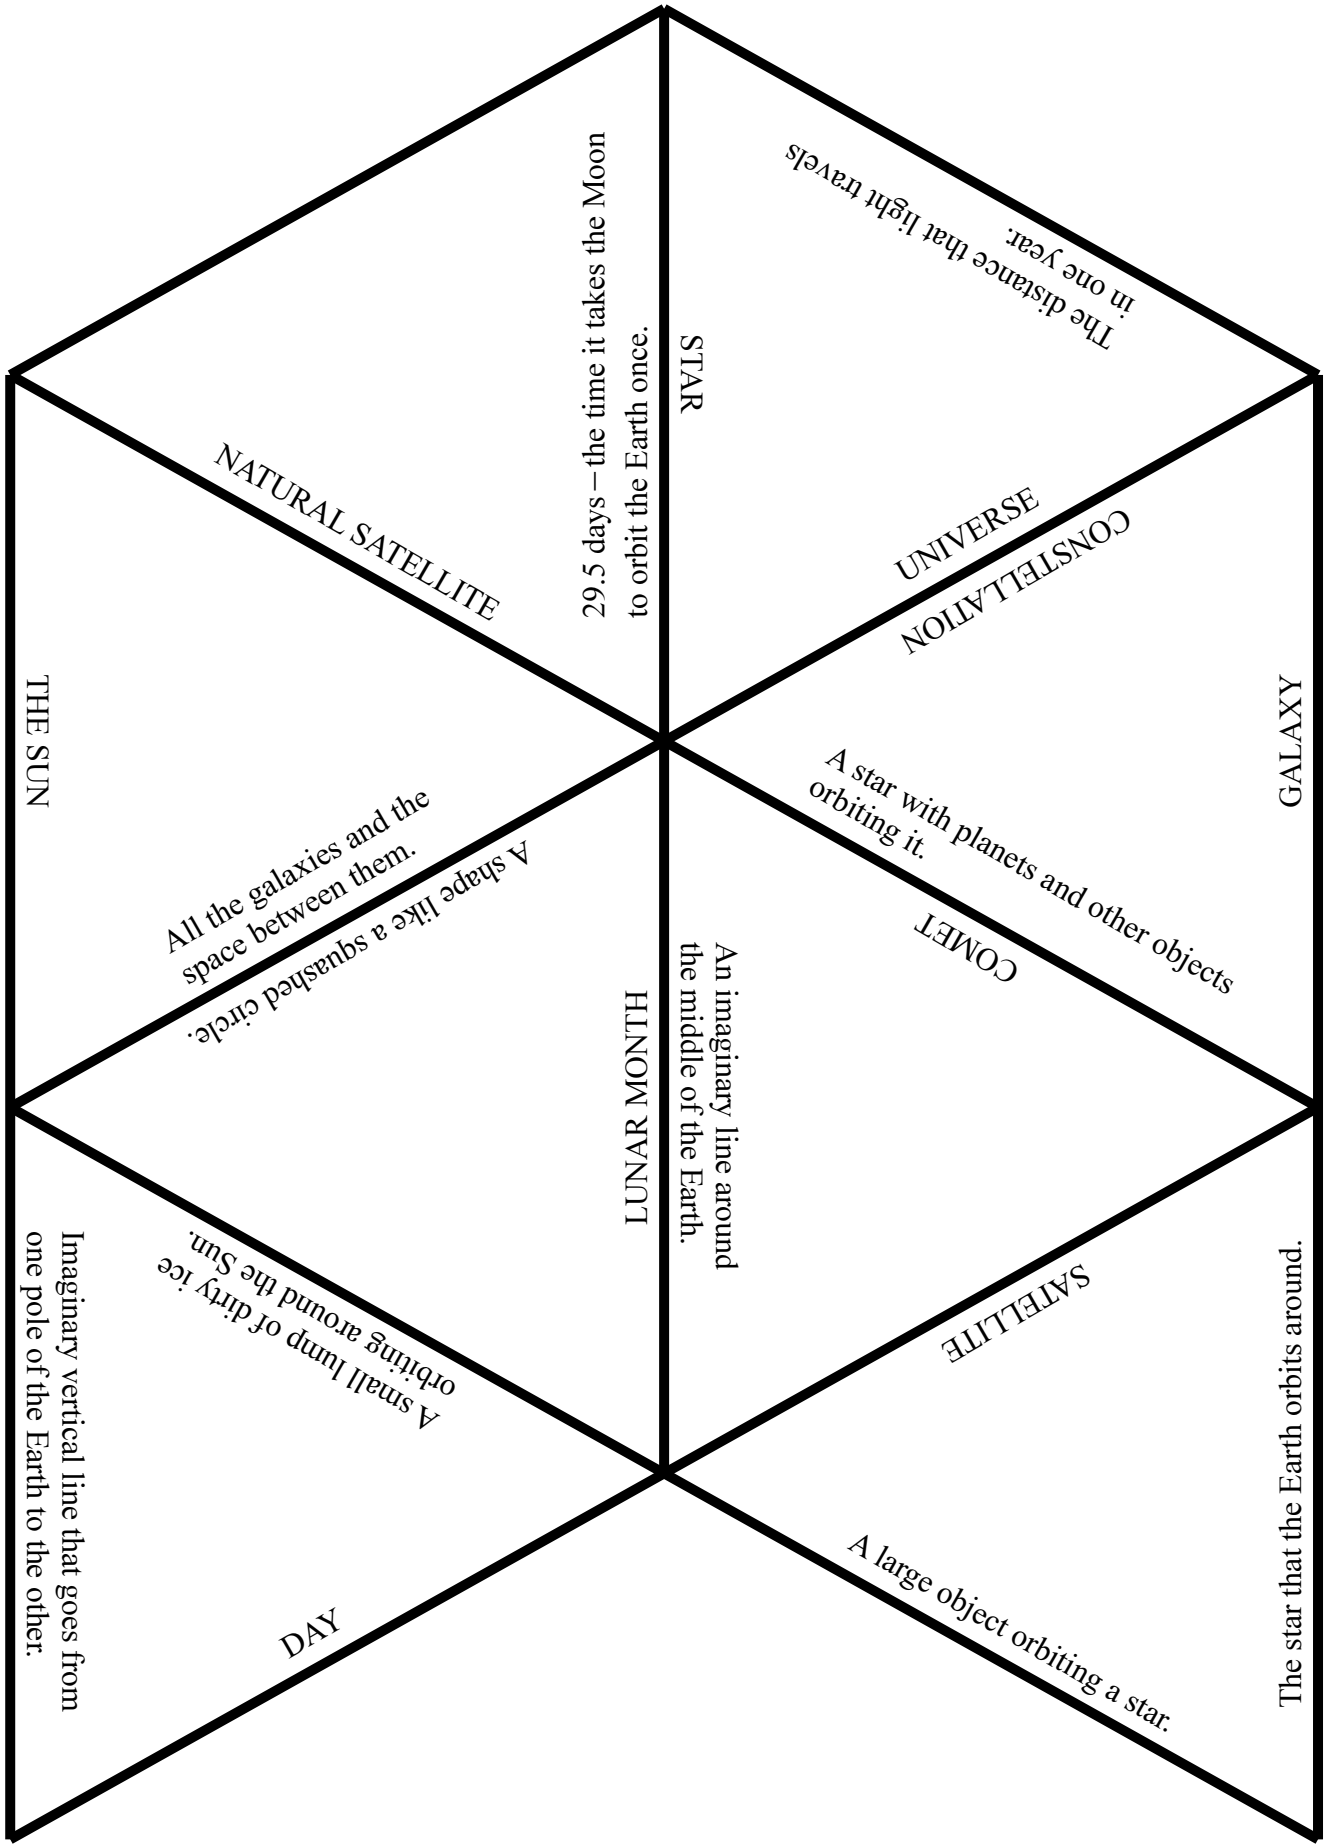 29.5 days – the time it takes the Moon
to orbit the Earth once.
STAR
The distance that light travels
in one year.
NATURAL SATELLITE
UNIVERSE
CONSTELLATION
THE SUN
GALAXY
All the galaxies and the
space between them.
A shape like a squashed circle.
A star with planets and other objects
orbiting it.
COMET
LUNAR MONTH
An imaginary line around
the middle of the Earth.
Imaginary vertical line that goes from
one pole of the Earth to the other.
A small lump of dirty ice
orbiting around the Sun.
SATELLITE
The star that the Earth orbits around.
DAY
A large object orbiting a star.